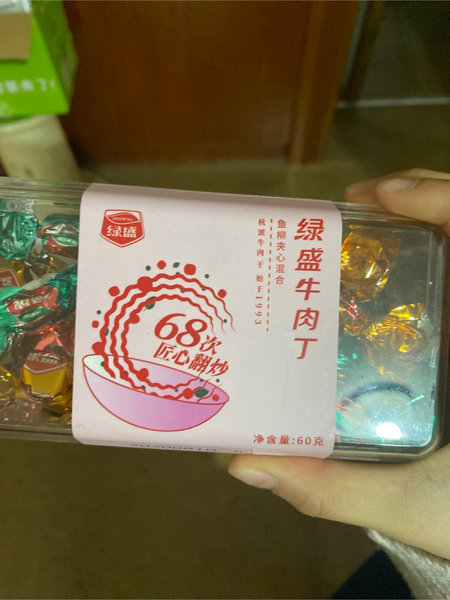 绿盛
绿盛牛肉丁
鱼柳夹心混合
杭派牛肉干 始于1993
68次
匠心翻炒
净含量:60克